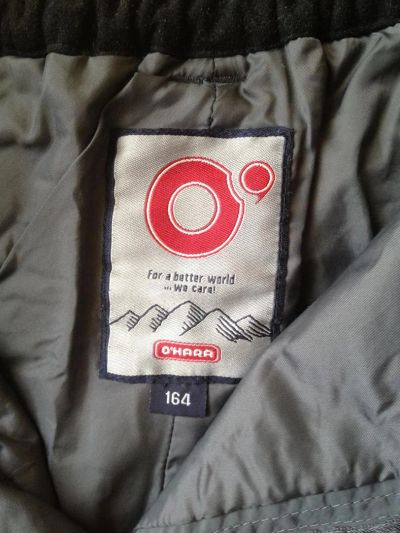 O'
For a better world
... we care!
O'HARA
164